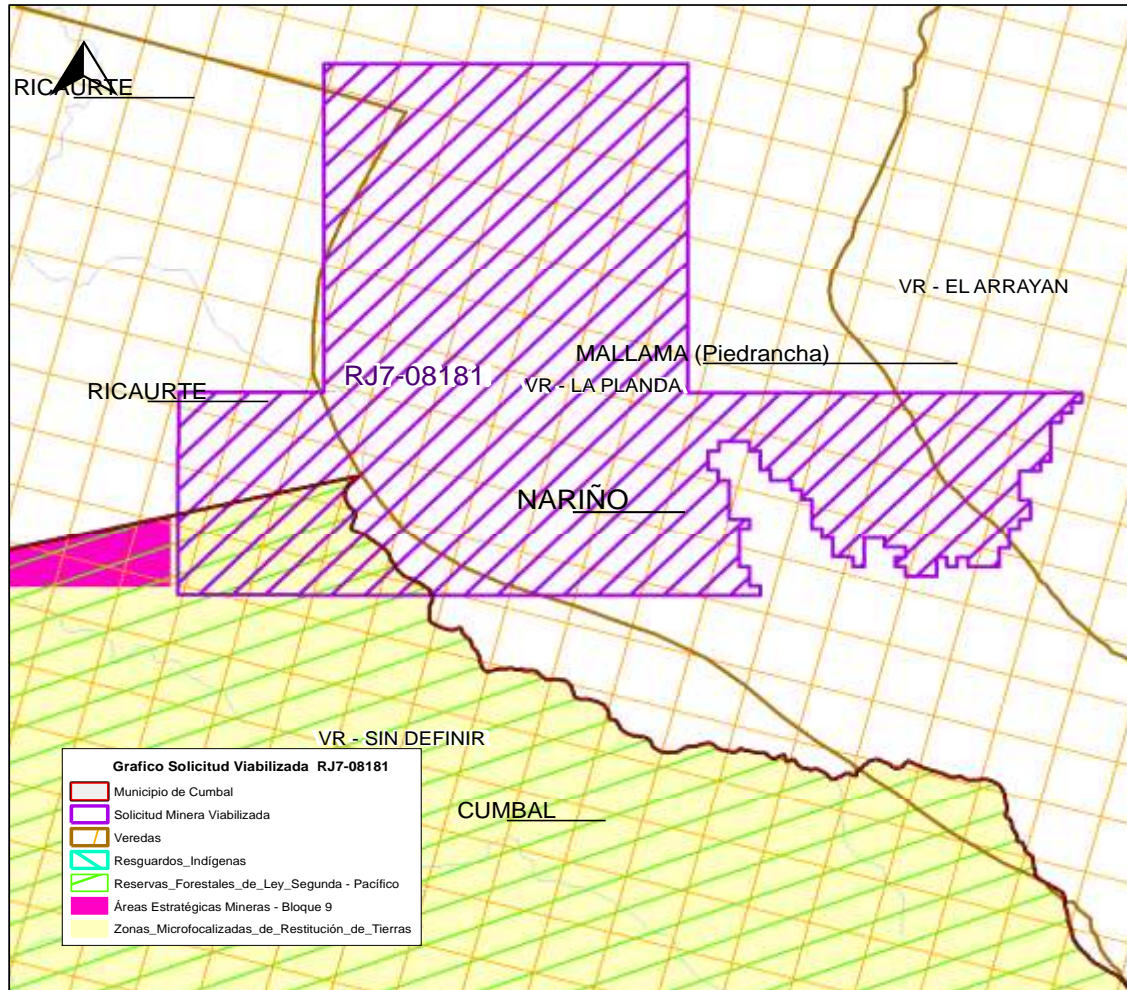 RICAURTE
VR - EL ARRAYAN
MALLAMA (Piedrancha)
RJ7-08181.
VR - LA PLANDA
RICAURTE
NARIÑO
VR - SIN DEFINIR
CUMBAL
Grafico Solicitud Viabilizada RJ7-08181
Municipio de Cumbal
Solicitud Minera Viabilizada
Veredas
Resguardos_Indígenas
Reservas_Forestales_de_Ley_Segunda - Pacífico
Áreas Estratégicas Mineras - Bloque 9
Zonas_Microfocalizadas_de_Restitución_de_Tierras